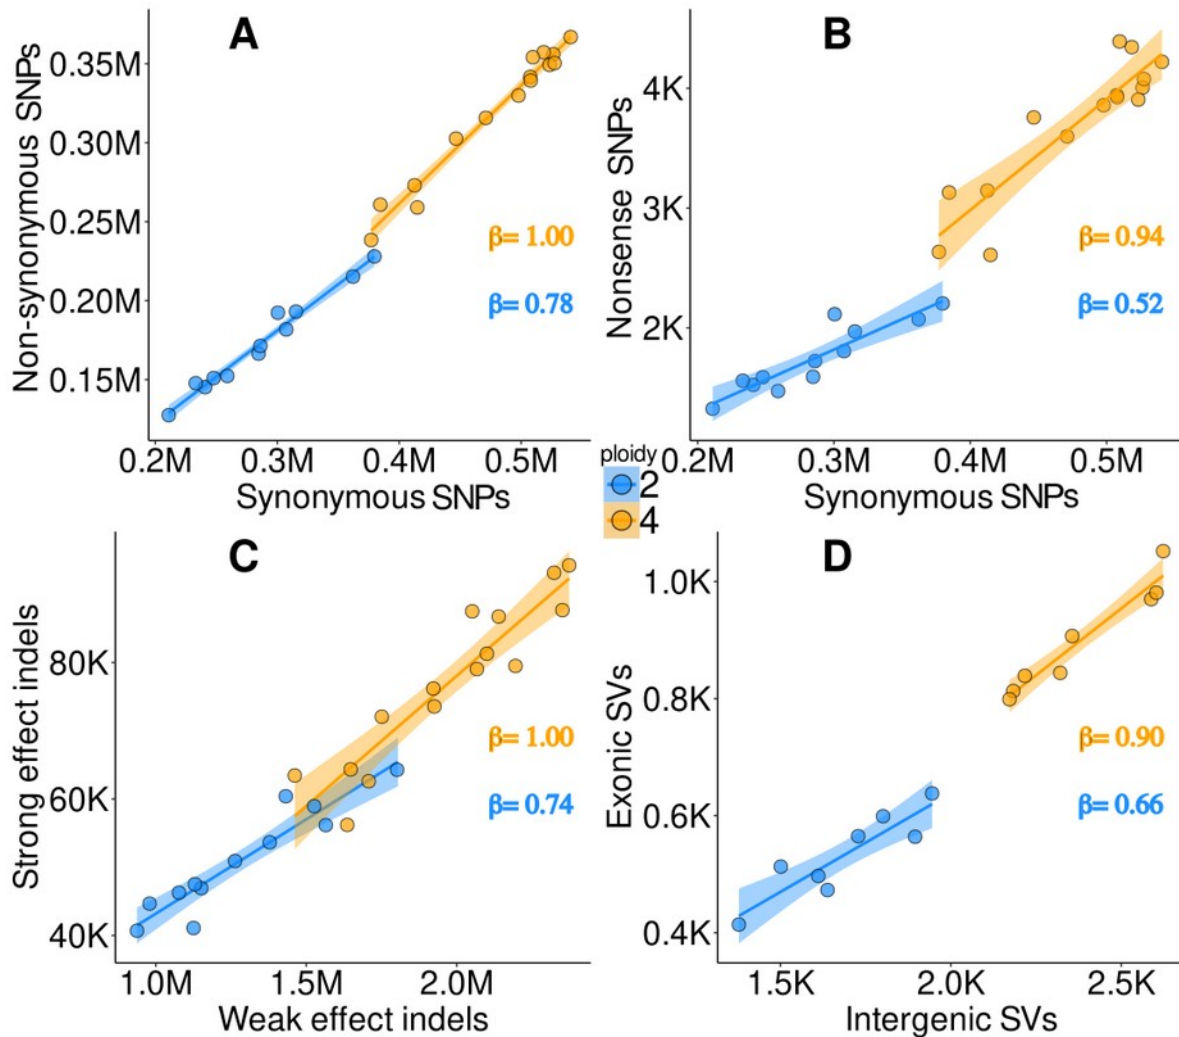 A
Non-synonymous SNPs
0.35M
0.30M
0.25M
0.20M
0.15M
β= 1.00
β= 0.78
0.2M 0.3M 0.4M 0.5M
Synonymous SNPs
B
Nonsense SNPs
4K
3K
2K
β= 0.94
β= 0.52
0.2M 0.3M 0.4M 0.5M
Synonymous SNPs
ploidy
2
4
C
Strong effect indels
80K
60K
40K
β= 1.00
β= 0.74
1.0M 1.5M 2.0M
Weak effect indels
D
Exonic SVs
1.0K
0.8K
0.6K
0.4K
β= 0.90
β= 0.66
1.5K 2.0K 2.5K
Intergenic SVs